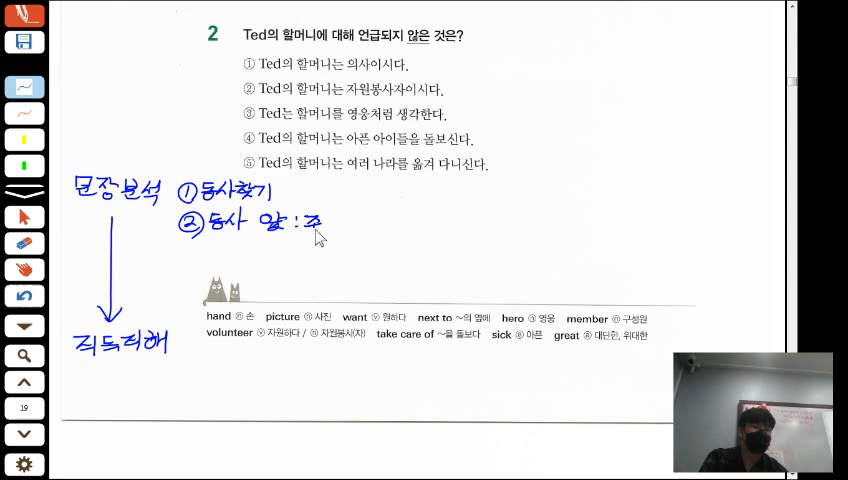 2 Ted의 할머니에 대해 언급되지 않은 것은?
① Ted의 할머니는 의사이시다.
② Ted의 할머니는 자원봉사자이시다.
③ Ted는 할머니를 영웅처럼 생각한다.
④ Ted의 할머니는 아픈 아이들을 돌보신다.
⑤ Ted의 할머니는 여러 나라를 옮겨 다니신다.
문장분석 ① 동사찾기
② 동사 앞 : 주
직독직해
hand ⓝ 손 picture ⓝ 사진 want ⓥ 원하다 next to ~의 옆에 hero ⓝ 영웅 member ⓝ 구성원
volunteer ⓥ 자원하다 / ⓝ 자원봉사(자) take care of ~을 돌보다 sick ⓐ 아픈 great ⓐ 대단한, 위대한
19